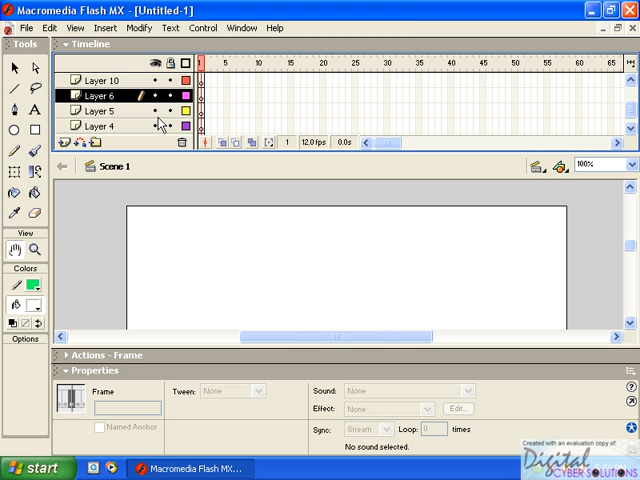 Macromedia Flash MX - [Untitled-1]
File Edit View Insert Modify Text Control Window Help
Tools
Timeline
1 5 10 15 20 25 30 35 40 45 50 55 60 65
Layer 10
Layer 6
Layer 5
Layer 4
1 12.0 fps 0.0s
Scene 1
100%
A
View
Colors
Options
Actions - Frame
Properties
Frame
Tween: None
Sound: None
Effect: None Edit...
Named Anchor
Sync: Stream Loop: 0 times
No sound selected.
Created with an evaluation copy of
Digital
CYBER SOLUTIONS
start
Macromedia Flash MX...